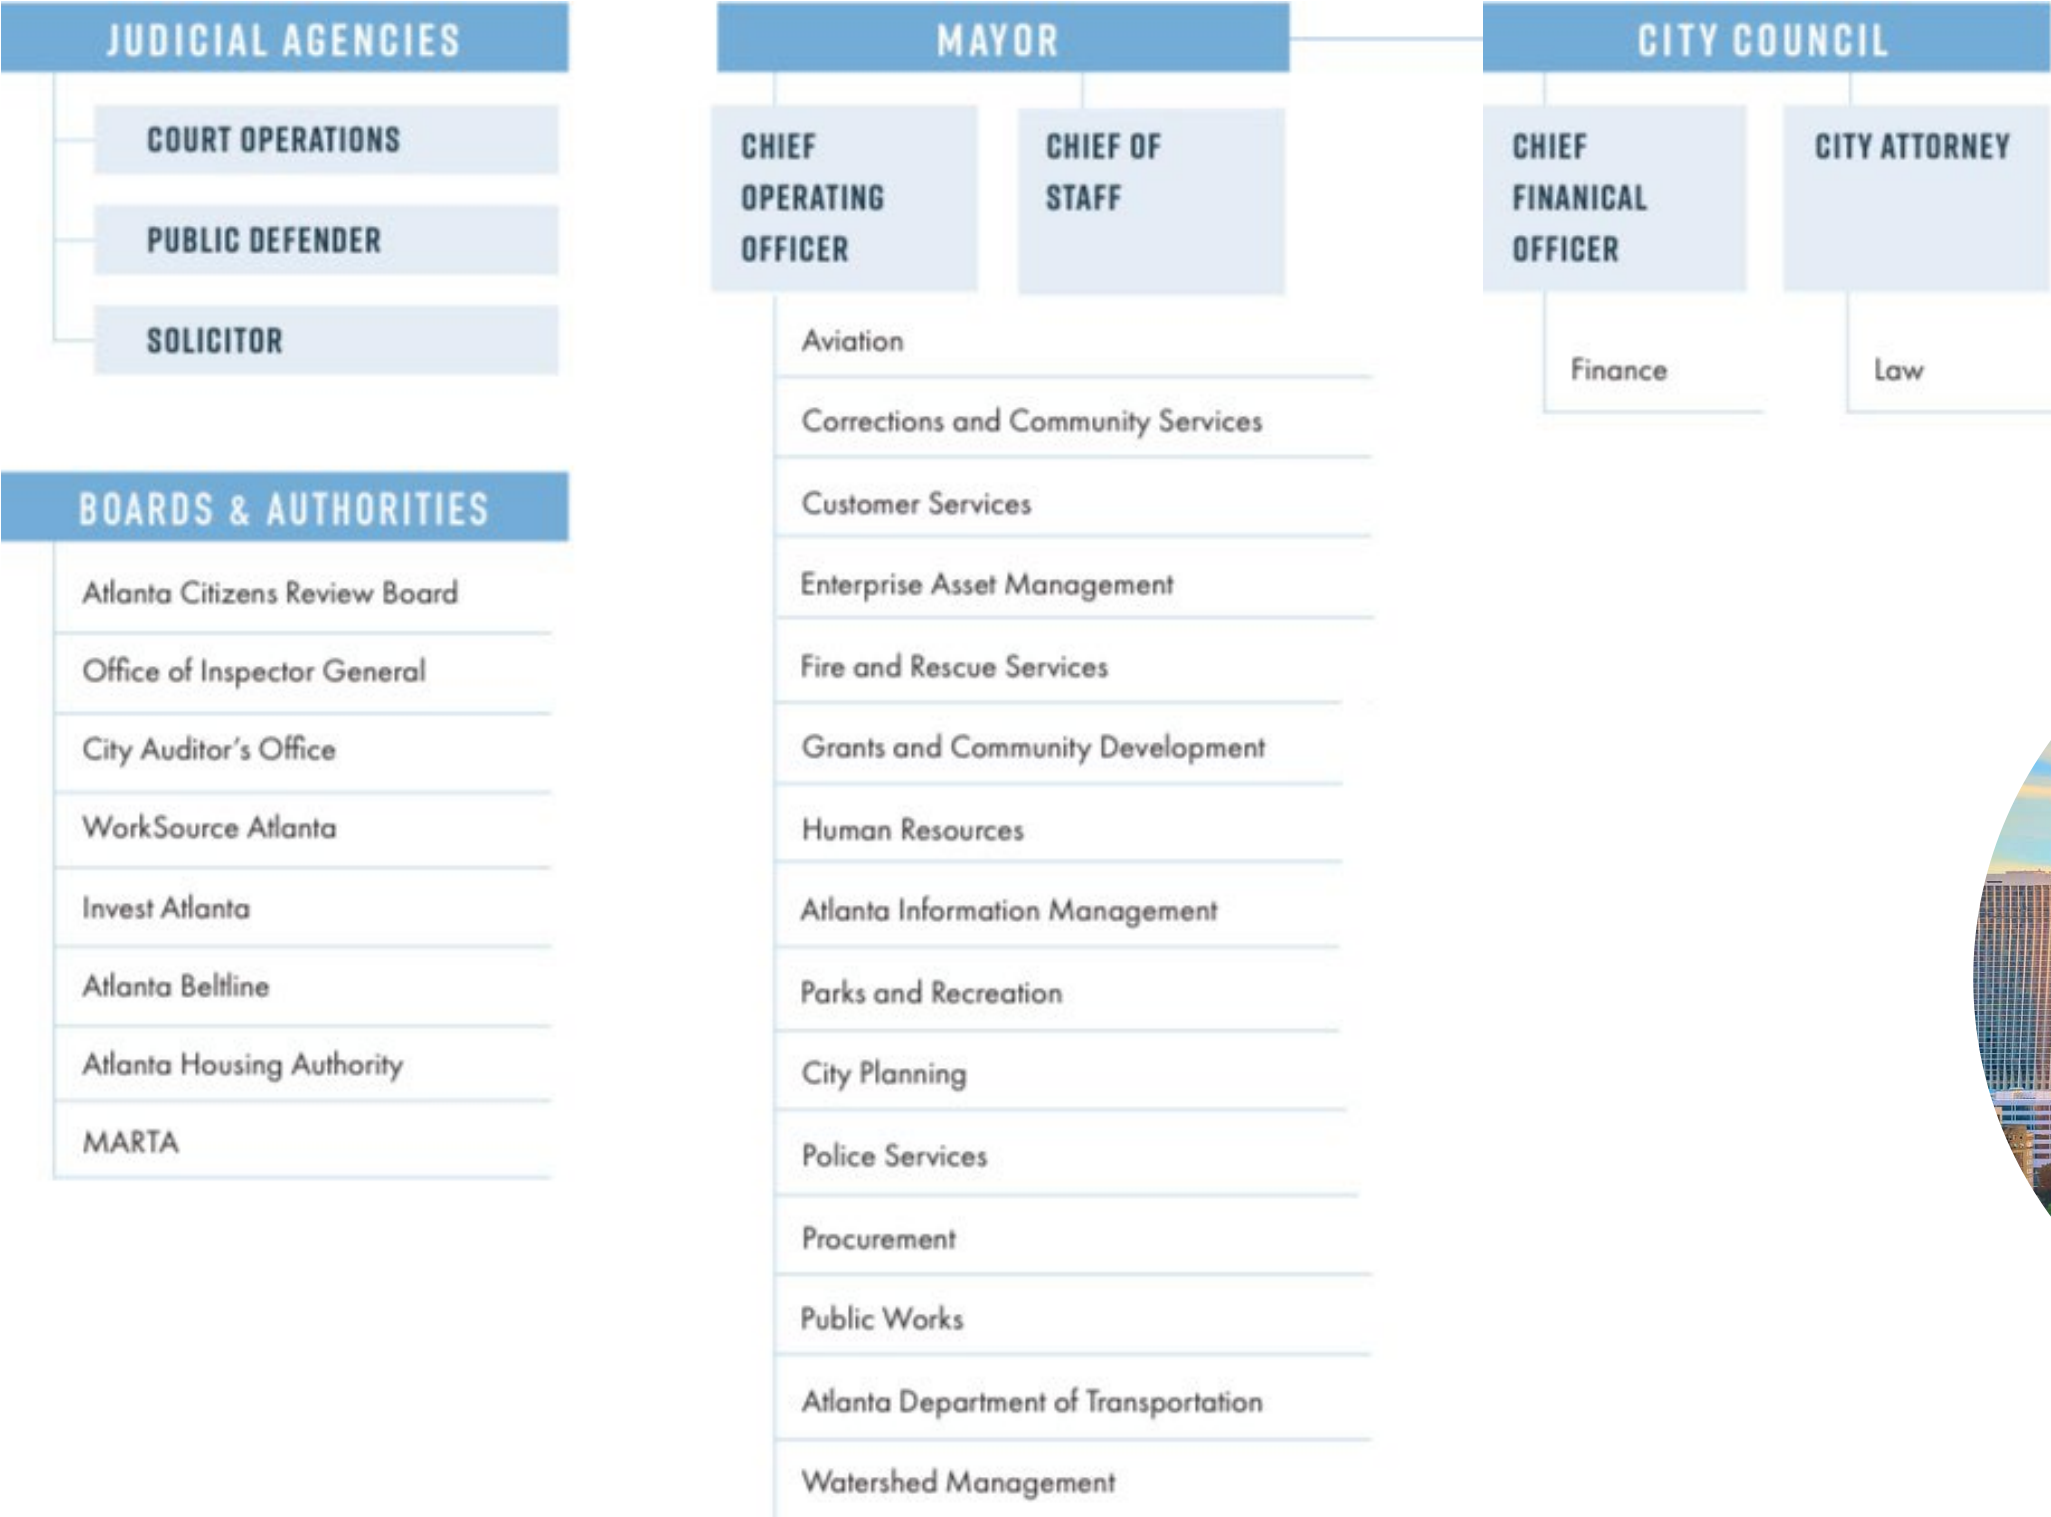 JUDICIAL AGENCIES
COURT OPERATIONS
PUBLIC DEFENDER
SOLICITOR
BOARDS & AUTHORITIES
Atlanta Citizens Review Board
Office of Inspector General
City Auditor’s Office
WorkSource Atlanta
Invest Atlanta
Atlanta Beltline
Atlanta Housing Authority
MARTA
MAYOR
CHIEF
OPERATING
OFFICER
CHIEF OF
STAFF
Aviation
Corrections and Community Services
Customer Services
Enterprise Asset Management
Fire and Rescue Services
Grants and Community Development
Human Resources
Atlanta Information Management
Parks and Recreation
City Planning
Police Services
Procurement
Public Works
Atlanta Department of Transportation
Watershed Management
CITY COUNCIL
CHIEF
FINANICAL
OFFICER
Finance
CITY ATTORNEY
Law